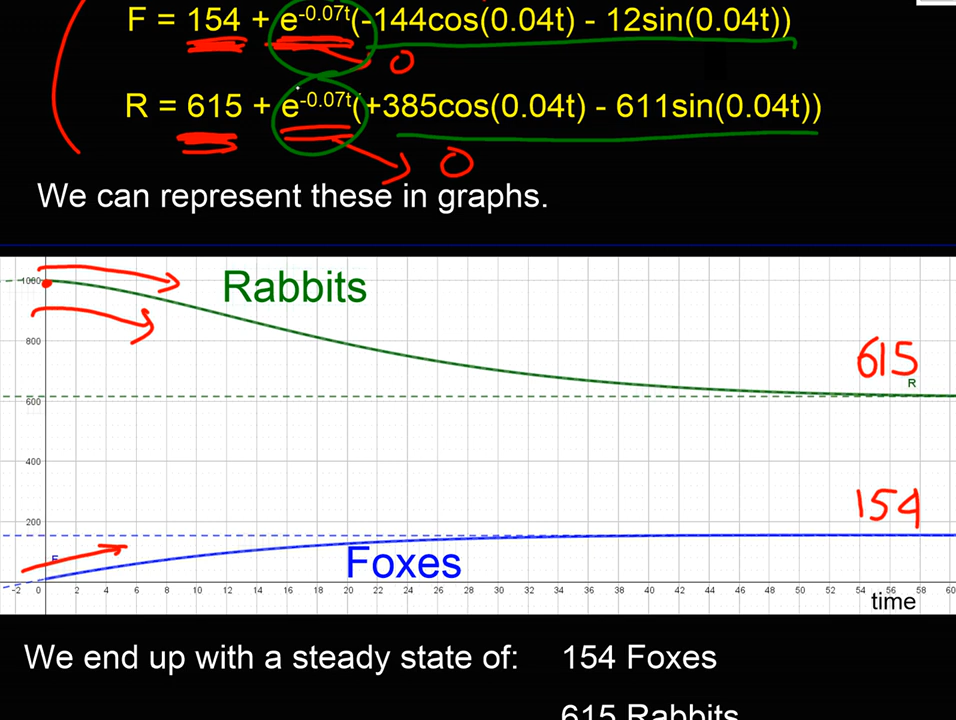 F = 154 + e^-0.07t(-144cos(0.04t) - 12sin(0.04t))
0
R = 615 + e^-0.07t(+385cos(0.04t) - 611sin(0.04t))
0
We can represent these in graphs.
1000
Rabbits
800
615
R
600
400
154
200
F
Foxes
-2 0 2 4 6 8 10 12 14 16 18 20 22 24 26 28 30 32 34 36 38 40 42 44 46 48 50 52 54 56 58 60
time
We end up with a steady state of: 154 Foxes
615 Rabbits